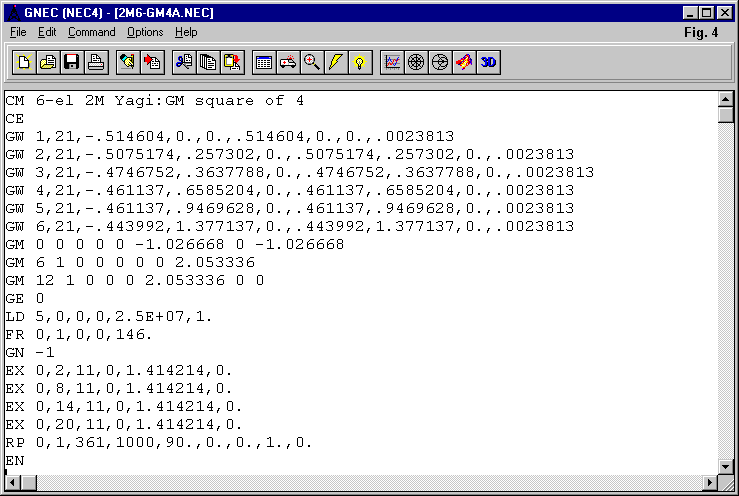 GNEC (NEC4) - [2M6-GM4A.NEC]
File Edit Command Options Help Fig. 4
3D
CM 6-el 2M Yagi:GM square of 4
CE
GW 1,21,-.514604,0.,0.,.514604,0.,0.,.0023813
GW 2,21,-.5075174,.257302,0.,.5075174,.257302,0.,.0023813
GW 3,21,-.4746752,.3637788,0.,.4746752,.3637788,0.,.0023813
GW 4,21,-.461137,.6585204,0.,.461137,.6585204,0.,.0023813
GW 5,21,-.461137,.9469628,0.,.461137,.9469628,0.,.0023813
GW 6,21,-.443992,1.377137,0.,.443992,1.377137,0.,.0023813
GM 0 0 0 0 0 -1.026668 0 -1.026668
GM 6 1 0 0 0 0 0 2.053336
GM 12 1 0 0 0 2.053336 0 0
GE 0
LD 5,0,0,0,2.5E+07,1.
FR 0,1,0,0,146.
GN -1
EX 0,2,11,0,1.414214,0.
EX 0,8,11,0,1.414214,0.
EX 0,14,11,0,1.414214,0.
EX 0,20,11,0,1.414214,0.
RP 0,1,361,1000,90.,0.,0.,1.,0.
EN